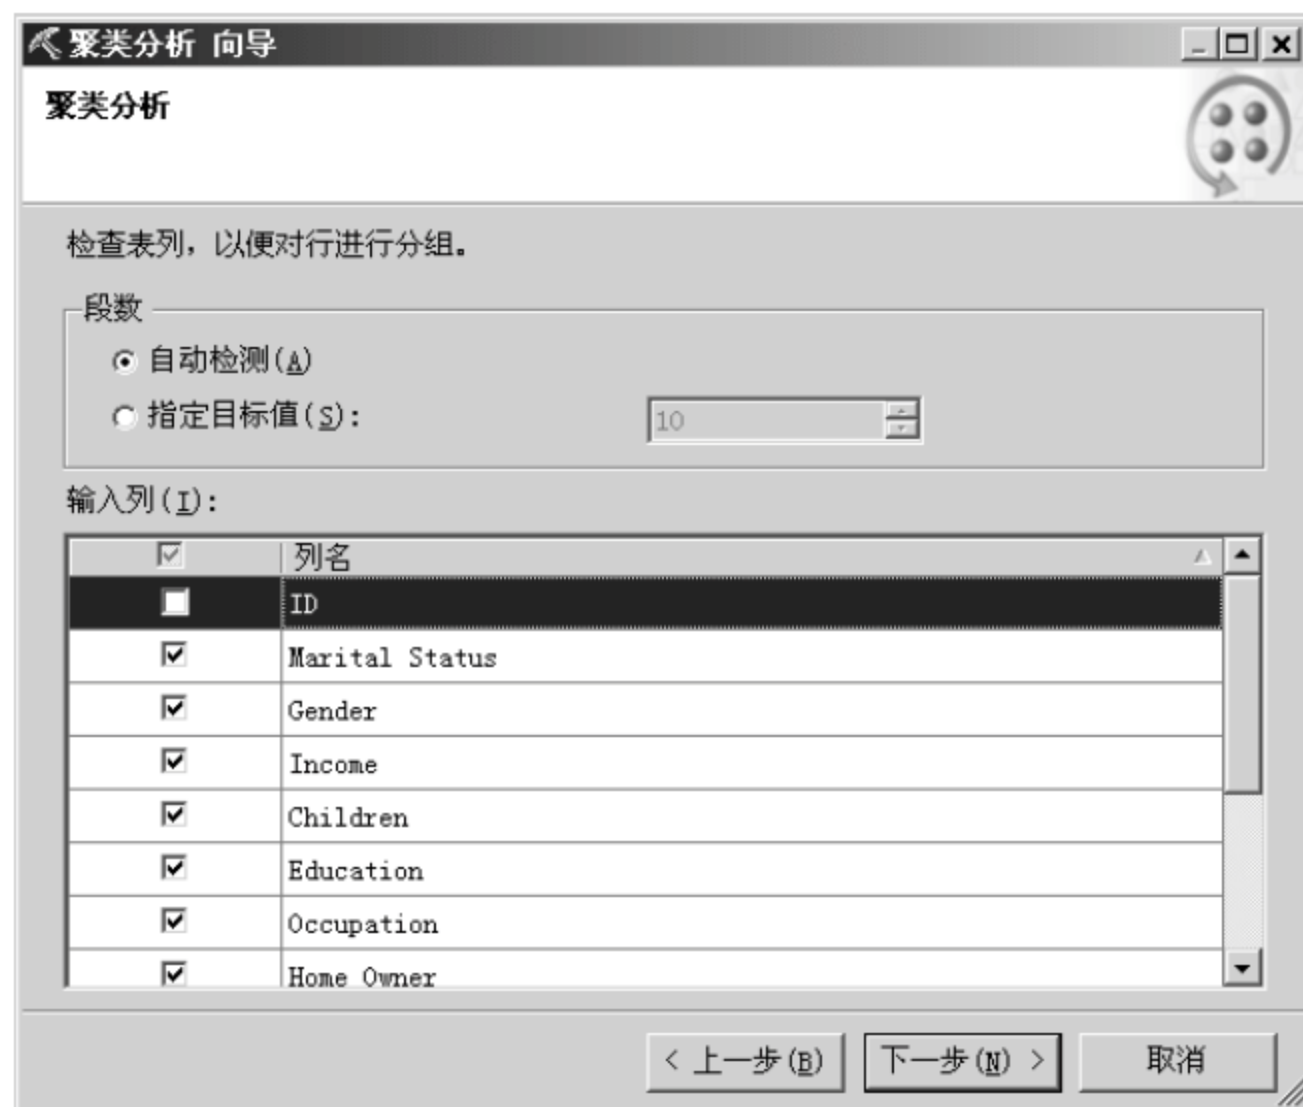 聚类分析 向导
聚类分析
检查表列，以便对行进行分组。
段数
自动检测(A)
指定目标值(S):
10
输入列(I):
列名
ID
Marital Status
Gender
Income
Children
Education
Occupation
Home Owner
< 上一步(B)
下一步(N) >
取消